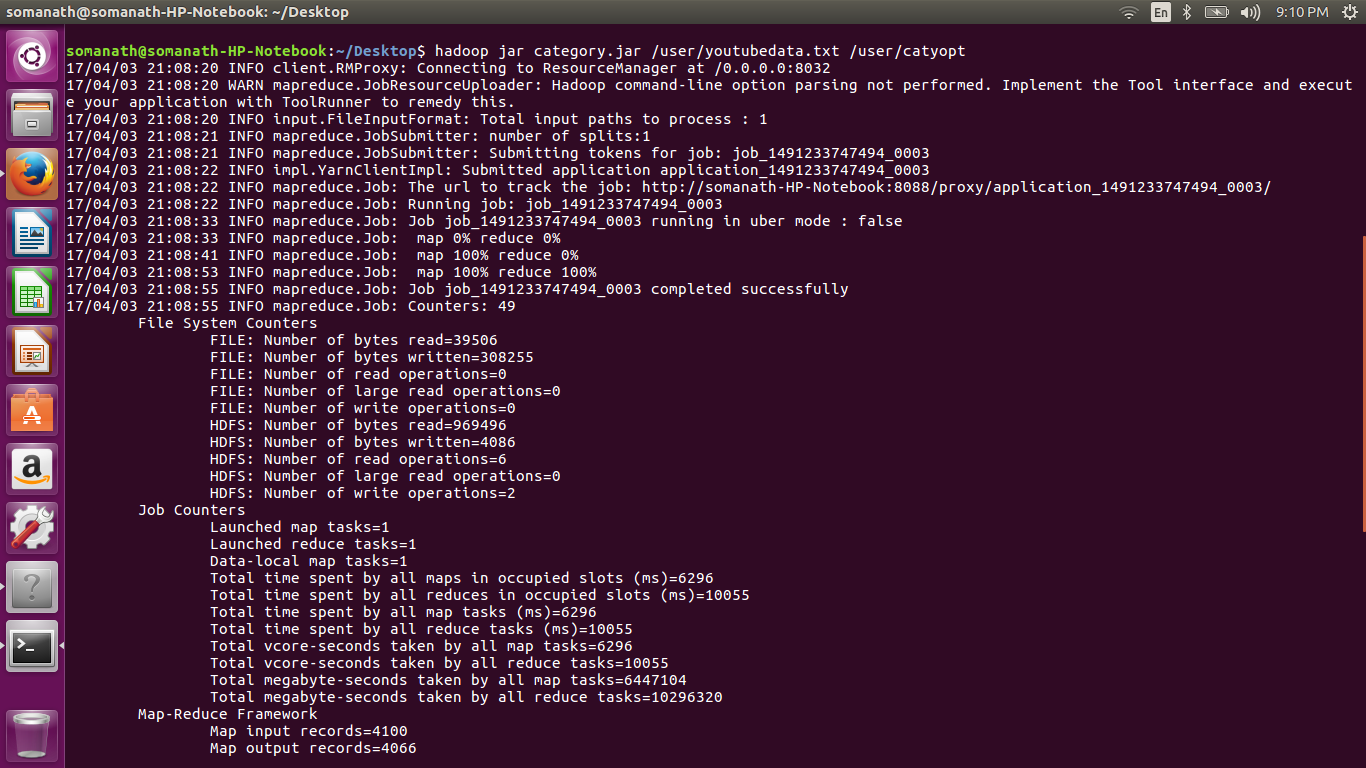 somanath@somanath-HP-Notebook: ~/Desktop
En
9:10 PM
somanath@somanath-HP-Notebook:~/Desktop$ hadoop jar category.jar /user/youtubedata.txt /user/catyopt
17/04/03 21:08:20 INFO client.RMProxy: Connecting to ResourceManager at /0.0.0.0:8032
17/04/03 21:08:20 WARN mapreduce.JobResourceUploader: Hadoop command-line option parsing not performed. Implement the Tool interface and execut
e your application with ToolRunner to remedy this.
17/04/03 21:08:20 INFO input.FileInputFormat: Total input paths to process : 1
17/04/03 21:08:21 INFO mapreduce.JobSubmitter: number of splits:1
17/04/03 21:08:21 INFO mapreduce.JobSubmitter: Submitting tokens for job: job_1491233747494_0003
17/04/03 21:08:22 INFO impl.YarnClientImpl: Submitted application application_1491233747494_0003
17/04/03 21:08:22 INFO mapreduce.Job: The url to track the job: http://somanath-HP-Notebook:8088/proxy/application_1491233747494_0003/
17/04/03 21:08:22 INFO mapreduce.Job: Running job: job_1491233747494_0003
17/04/03 21:08:33 INFO mapreduce.Job: Job job_1491233747494_0003 running in uber mode : false
17/04/03 21:08:33 INFO mapreduce.Job:  map 0% reduce 0%
17/04/03 21:08:41 INFO mapreduce.Job:  map 100% reduce 0%
17/04/03 21:08:53 INFO mapreduce.Job:  map 100% reduce 100%
17/04/03 21:08:55 INFO mapreduce.Job: Job job_1491233747494_0003 completed successfully
17/04/03 21:08:55 INFO mapreduce.Job: Counters: 49
File System Counters
FILE: Number of bytes read=39506
FILE: Number of bytes written=308255
FILE: Number of read operations=0
FILE: Number of large read operations=0
FILE: Number of write operations=0
HDFS: Number of bytes read=969496
HDFS: Number of bytes written=4086
HDFS: Number of read operations=6
HDFS: Number of large read operations=0
HDFS: Number of write operations=2
Job Counters
Launched map tasks=1
Launched reduce tasks=1
Data-local map tasks=1
Total time spent by all maps in occupied slots (ms)=6296
Total time spent by all reduces in occupied slots (ms)=10055
Total time spent by all map tasks (ms)=6296
Total time spent by all reduce tasks (ms)=10055
Total vcore-seconds taken by all map tasks=6296
Total vcore-seconds taken by all reduce tasks=10055
Total megabyte-seconds taken by all map tasks=6447104
Total megabyte-seconds taken by all reduce tasks=10296320
Map-Reduce Framework
Map input records=4100
Map output records=4066